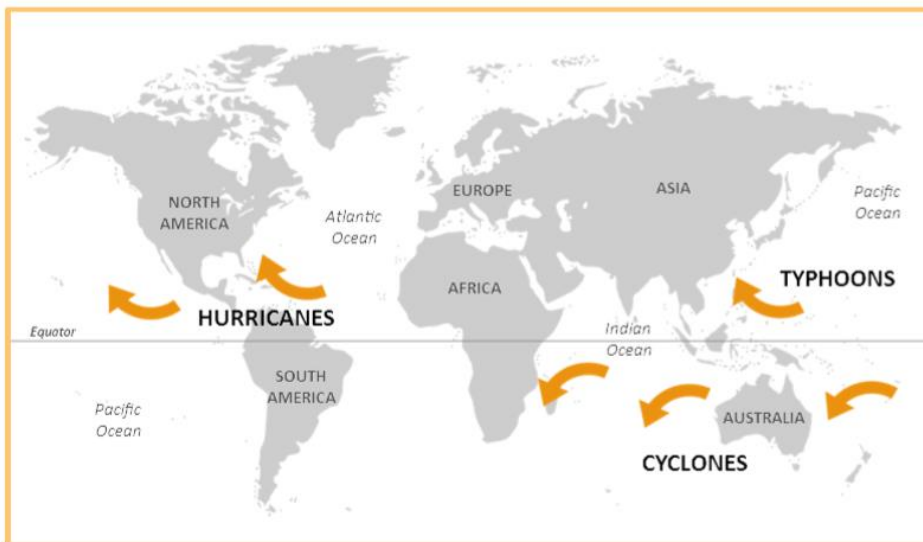 NORTH
AMERICA
Atlantic
Ocean
EUROPE
ASIA
Pacific
Ocean
AFRICA
TYPHOONS
HURRICANES
Equator
Indian
Ocean
SOUTH
AMERICA
Pacific
Ocean
AUSTRALIA
CYCLONES